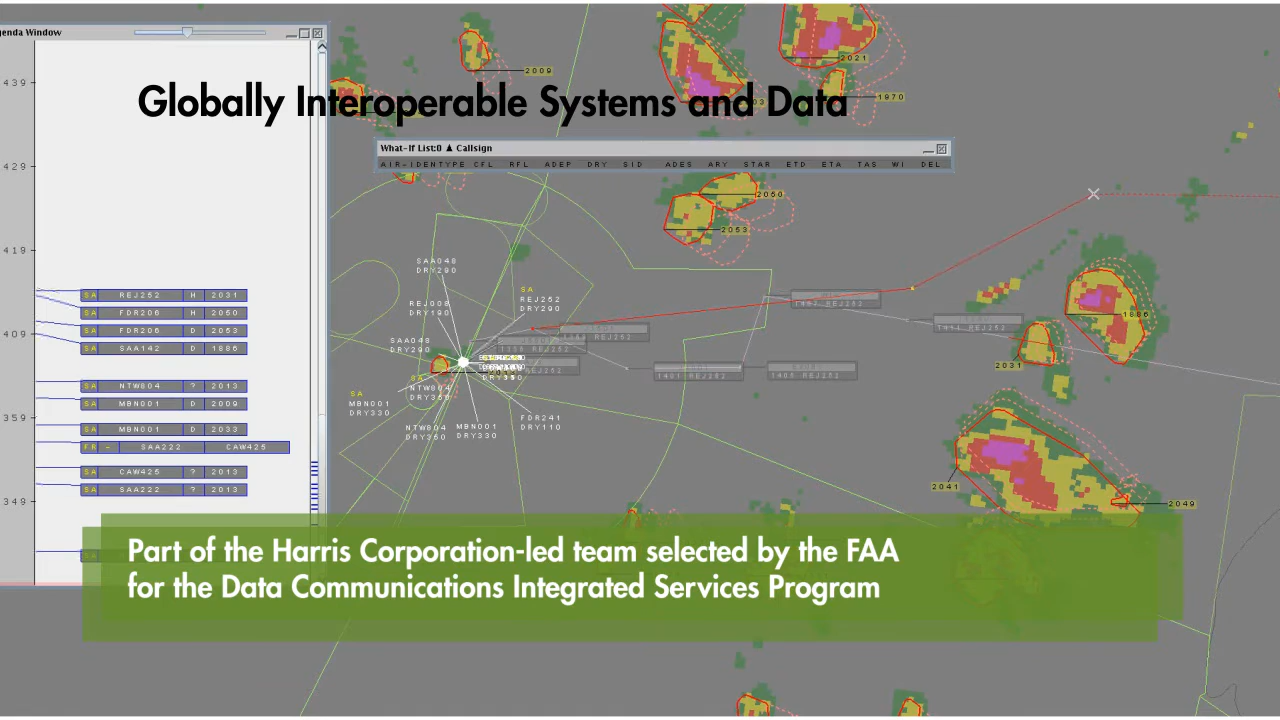 enda Window
2009
2021
439
Globally Interoperable Systems and Data
1970
What-If List:0 ▲ Callsign
AIR-IDENTYPE CFL RFL ADEP DRY SID ADES ARY STAR ETD ETA TAS WI DEL
429
2060
2053
419
SAA048
DRY290
SA
SA REJ252 H 2031
REJ252
DRY290
REJ008
DRY190
SA FDR206 H 2050
1886
409
SA FDR206 D 2053
SAA048
DRY290
SA SAA142 D 1886
2031
SA
SA NTW804 ? 2013
NTW804
DRY360
SA
MBN001
DRY330
SA MBN001 D 2009
359
FDR241
DRY110
SA MBN001 D 2033
NTW804
DRY360
MBN001
DRY330
FR - SAA222 CAW425
SA CAW425 ? 2013
SA SAA222 ? 2013
2041
349
2049
Part of the Harris Corporation-led team selected by the FAA
for the Data Communications Integrated Services Program